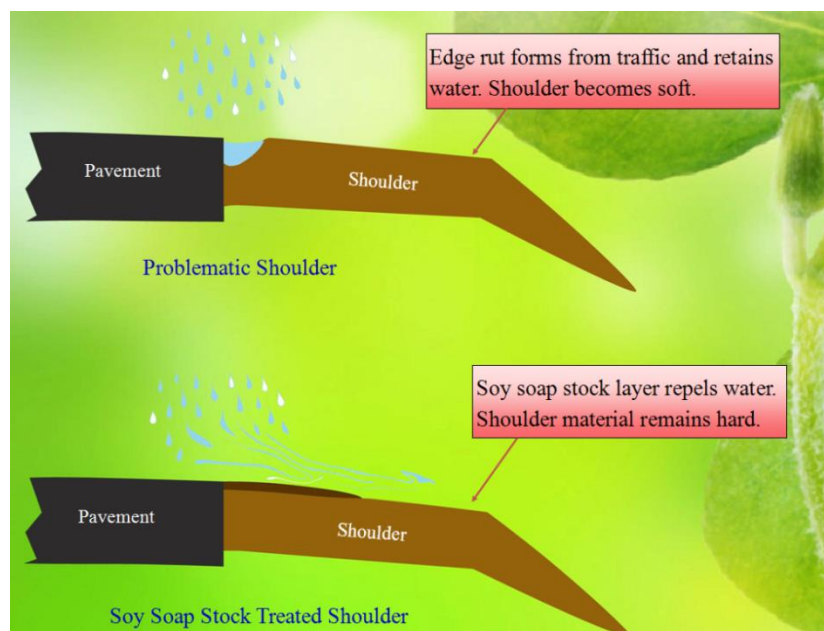 Edge rut forms from traffic and retains
water. Shoulder becomes soft.
Pavement
Shoulder
Problematic Shoulder
Soy soap stock layer repels water.
Shoulder material remains hard.
Pavement
Shoulder
Soy Soap Stock Treated Shoulder